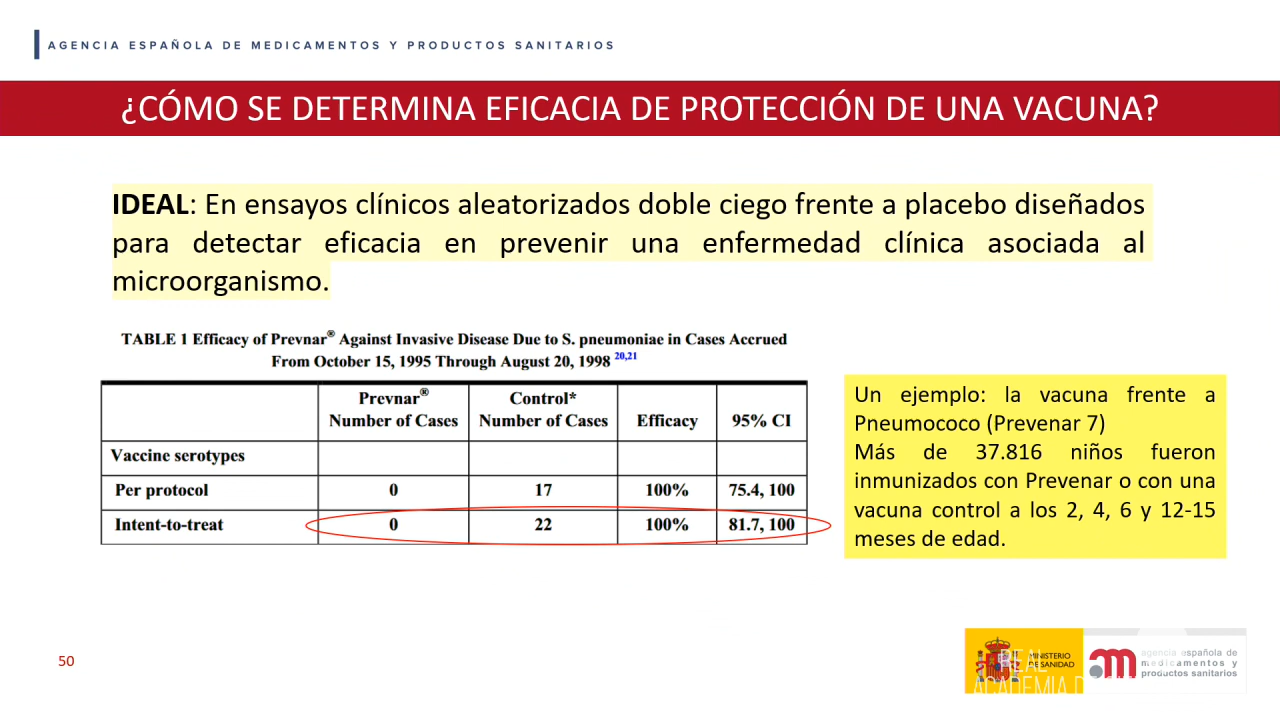 AGENCIA ESPAÑOLA DE MEDICAMENTOS Y PRODUCTOS SANITARIOS
¿CÓMO SE DETERMINA EFICACIA DE PROTECCIÓN DE UNA VACUNA?
IDEAL: En ensayos clínicos aleatorizados doble ciego frente a placebo diseñados
para detectar eficacia en prevenir una enfermedad clínica asociada al
microorganismo.
TABLE 1 Efficacy of Prevnar® Against Invasive Disease Due to S. pneumoniae in Cases Accrued
From October 15, 1995 Through August 20, 1998 20,21
Prevnar® Control*
Number of Cases Number of Cases Efficacy 95% CI
Vaccine serotypes
Per protocol 0 17 100% 75.4, 100
Intent-to-treat 0 22 100% 81.7, 100
Un ejemplo: la vacuna frente a
Pneumococo (Prevenar 7)
Más de 37.816 niños fueron
inmunizados con Prevenar o con una
vacuna control a los 2, 4, 6 y 12-15
meses de edad.
50
MINISTERIO
DE SANIDAD
agencia española de
medicamentos y
productos sanitarios
REAL
ACADEMIA